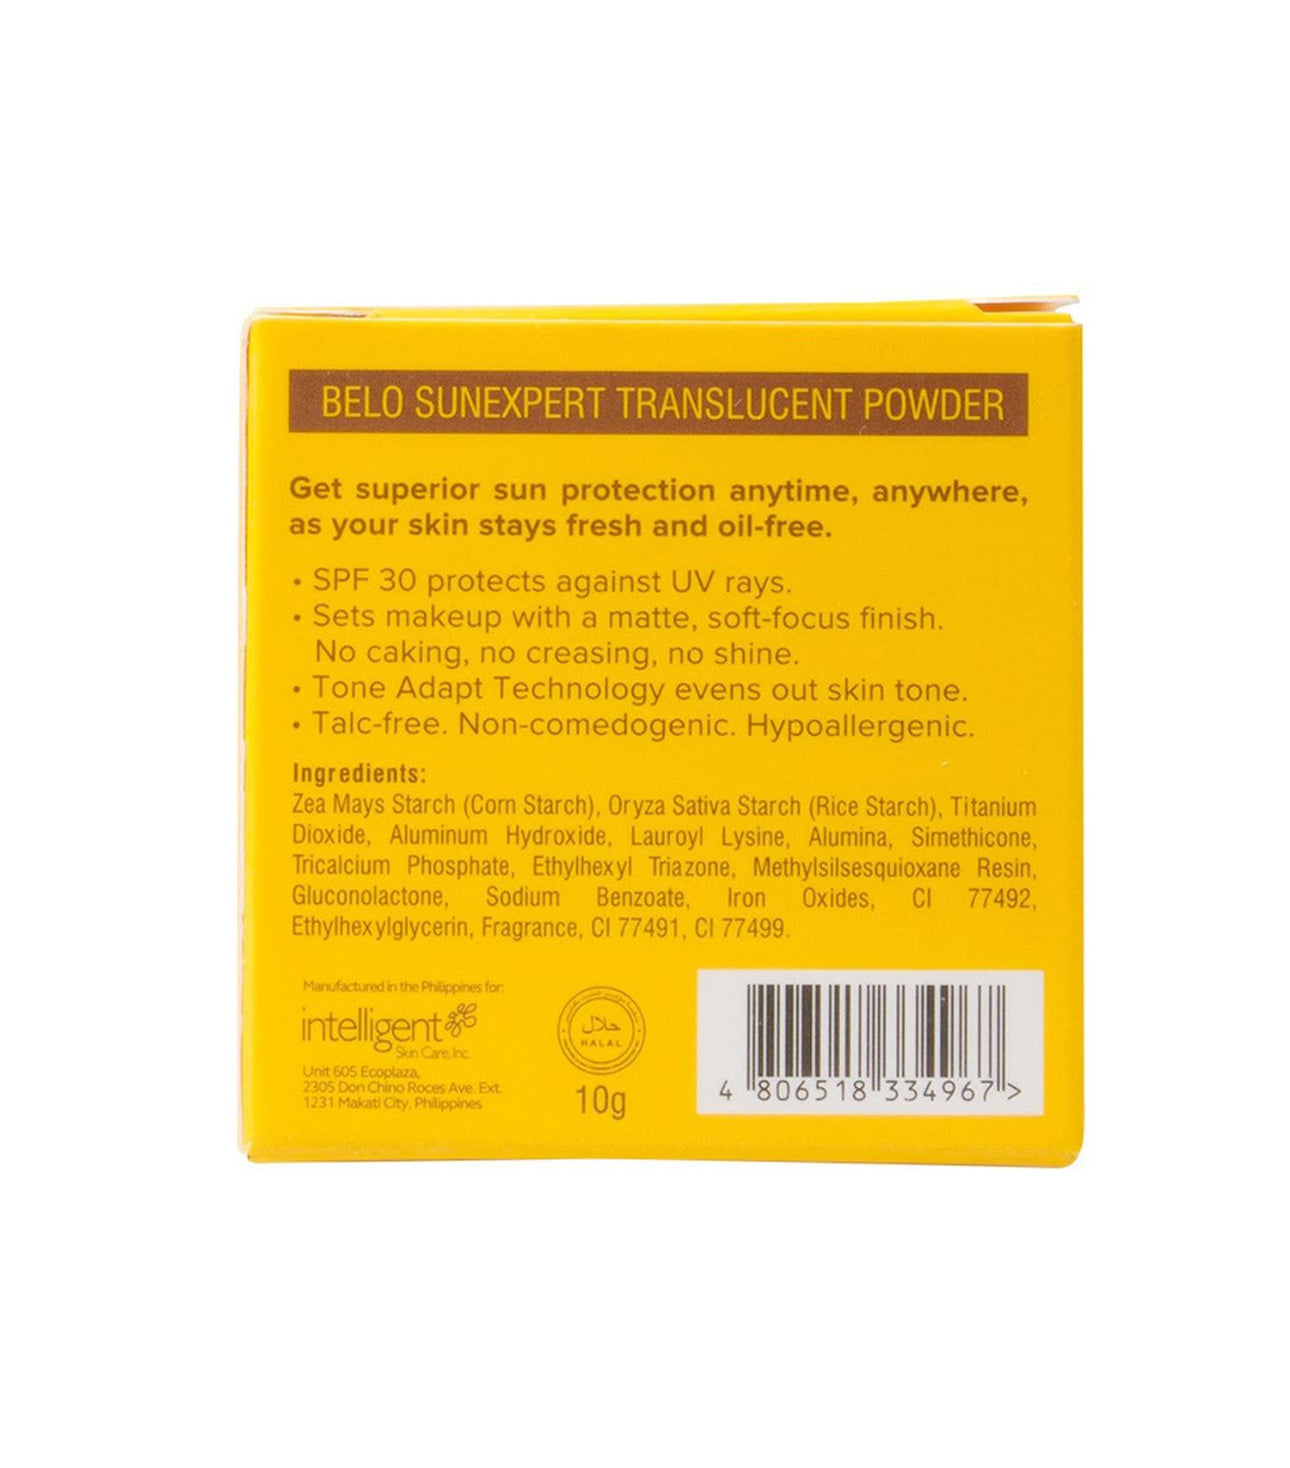 BELO SUNEXPERT TRANSLUCENT POWDER
Get superior sun protection anytime, anywhere,
as your skin stays fresh and oil-free.
• SPF 30 protects against UV rays.
• Sets makeup with a matte, soft-focus finish.
No caking, no creasing, no shine.
• Tone Adapt Technology evens out skin tone.
• Talc-free. Non-comedogenic. Hypoallergenic.
Ingredients:
Zea Mays Starch (Corn Starch), Oryza Sativa Starch (Rice Starch), Titanium
Dioxide, Aluminum Hydroxide, Lauroyl Lysine, Alumina, Simethicone,
Tricalcium Phosphate, Ethylhexyl Triazone, Methylsilsesquioxane Resin,
Gluconolactone, Sodium Benzoate, Iron Oxides, CI 77492,
Ethylhexylglycerin, Fragrance, CI 77491, CI 77499.
Manufactured in the Philippines for:
intelligent
Skin Care, Inc.
Unit 605 Ecoplaza,
2305 Don Chino Roces Ave. Ext.
1231 Makati City, Philippines
حلال
HALAL
10g
4 806518 334967 >